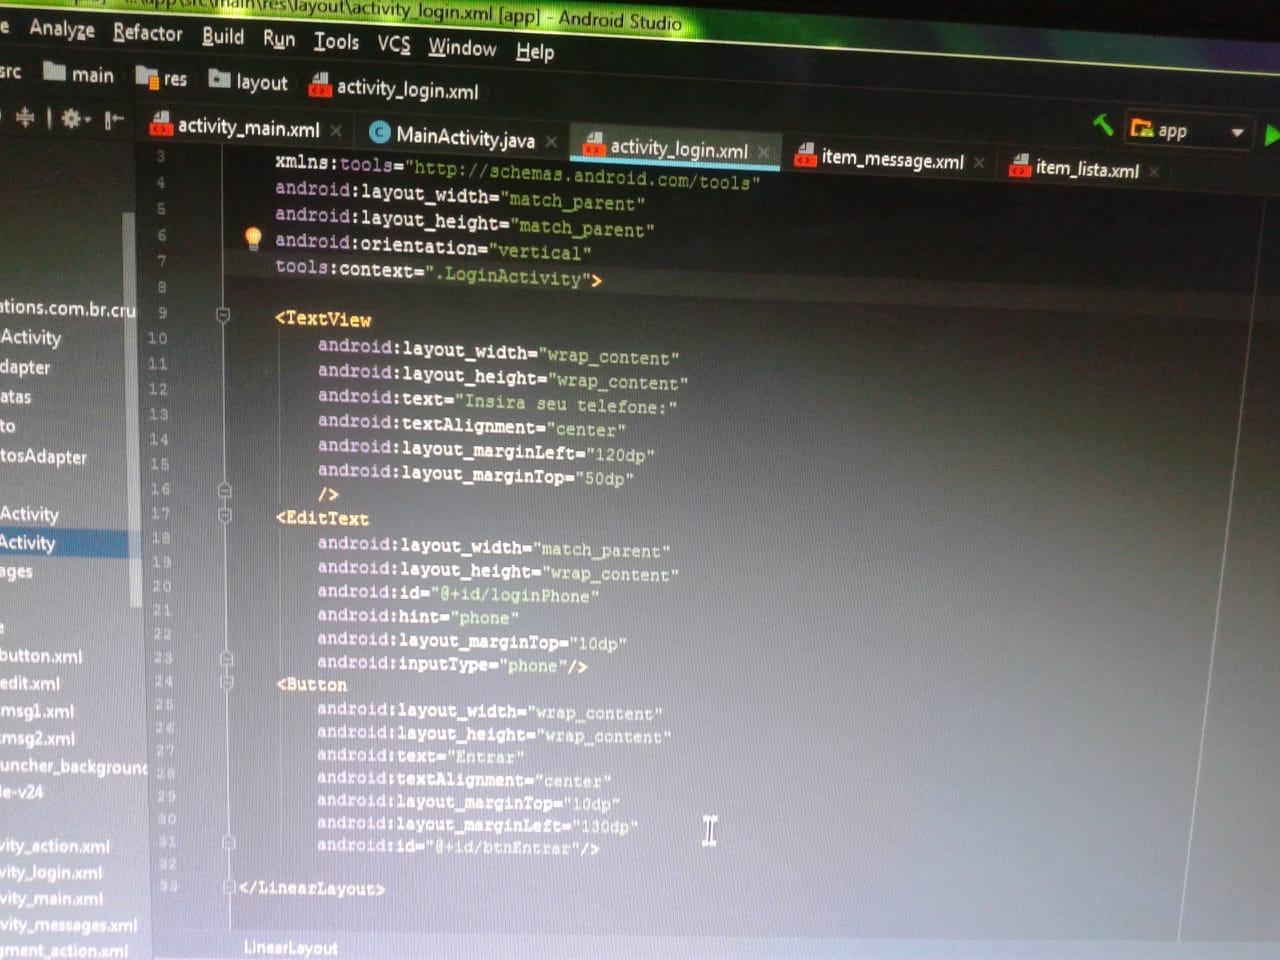 \layout\activity_login.xml [app] - Android Studio
Analyze Refactor Build Run Tools VCS Window Help
src main res layout activity_login.xml
activity_main.xml MainActivity.java activity_login.xml item_message.xml item_lista.xml app
3 xmlns:tools="http://schemas.android.com/tools"
4 android:layout_width="match_parent"
5 android:layout_height="match_parent"
6 android:orientation="vertical"
7 tools:context=".LoginActivity">
8
9 <TextView
10 android:layout_width="wrap_content"
11 android:layout_height="wrap_content"
12 android:text="Insira seu telefone:"
13 android:textAlignment="center"
14 android:layout_marginLeft="120dp"
15 android:layout_marginTop="50dp"
16 />
17 <EditText
18 android:layout_width="match_parent"
19 android:layout_height="wrap_content"
20 android:id="@+id/loginPhone"
21 android:hint="phone"
22 android:layout_marginTop="10dp"
23 android:inputType="phone"/>
24 <Button
25 android:layout_width="wrap_content"
26 android:layout_height="wrap_content"
27 android:text="Entrar"
28 android:textAlignment="center"
29 android:layout_marginTop="10dp"
30 android:layout_marginLeft="130dp"
31 android:id="@+id/btnEntrar"/>
32
33 </LinearLayout>
LinearLayout
ations.com.br.cru
Activity
dapter
atas
to
tosAdapter
Activity
Activity
ages
e
button.xml
edit.xml
msg1.xml
msg2.xml
uncher_background
le-v24
vity_action.xml
vity_login.xml
vity_main.xml
vity_messages.xml
gment_action.xml